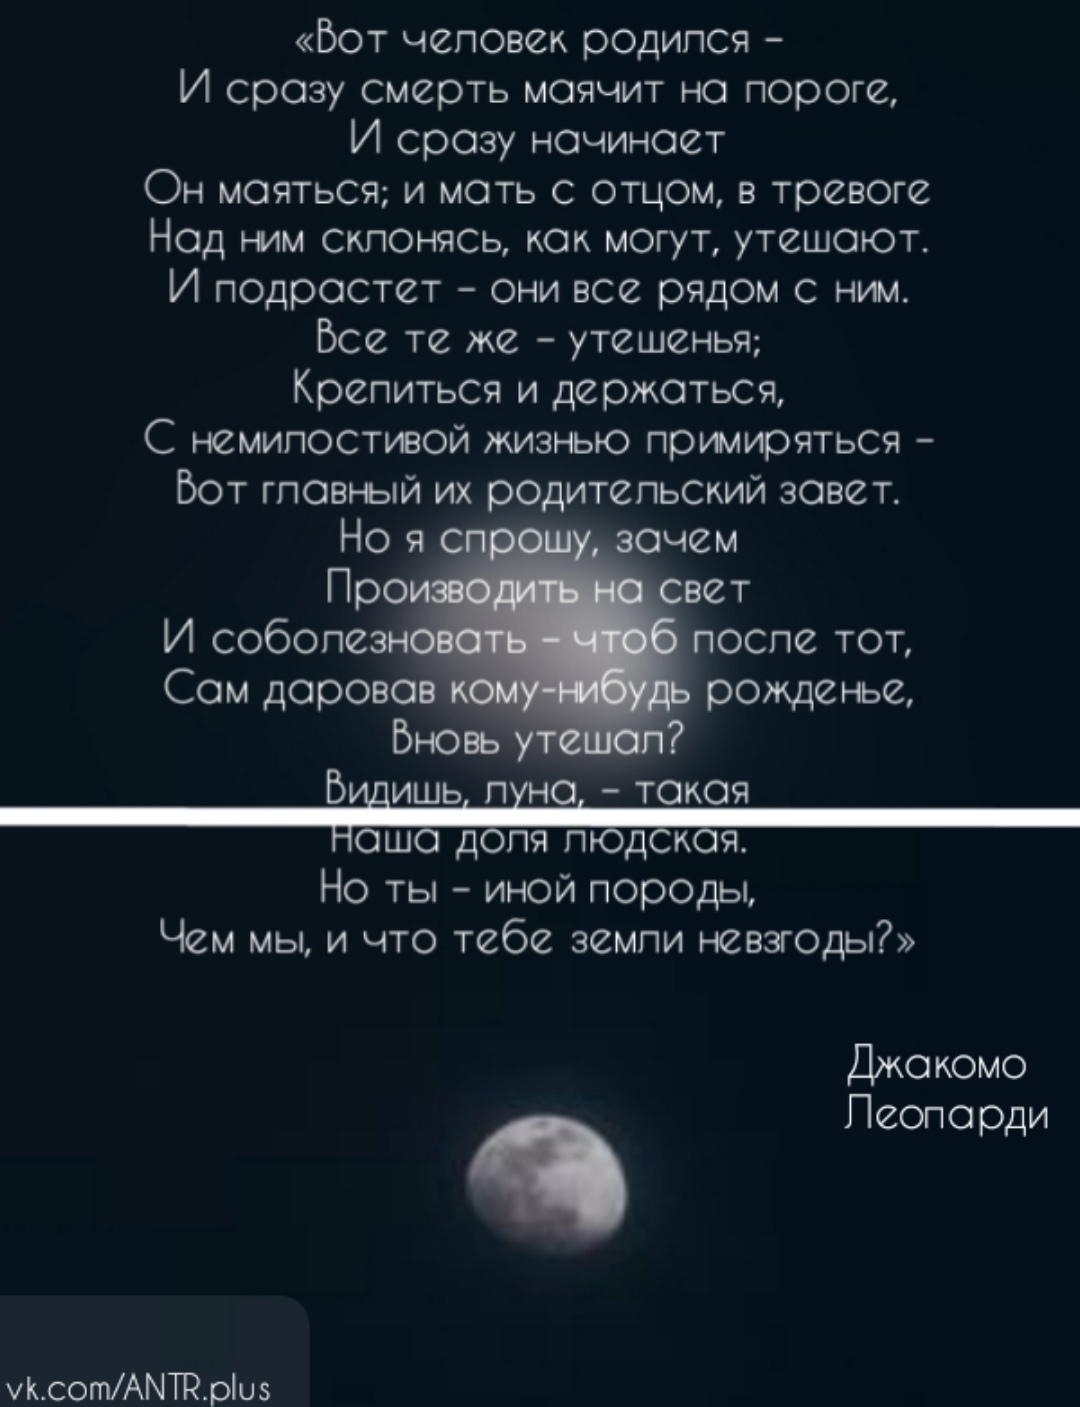 «Вот человек родился –
И сразу смерть маячит на пороге,
И сразу начинает
Он маяться; и мать с отцом, в тревоге
Над ним склонясь, как могут, утешают.
И подрастет – они все рядом с ним.
Все те же – утешенья;
Крепиться и держаться,
С немилостивой жизнью примиряться –
Вот главный их родительский завет.
Но я спрошу, зачем
Производить на свет
И соболезновать – чтоб после тот,
Сам даровав кому-нибудь рожденье,
Вновь утешал?
Видишь, луна, – такая
Наша доля людская.
Но ты – иной породы,
Чем мы, и что тебе земли невзгоды?»
Джакомо
Леопарди
vk.com/ANTR.plus